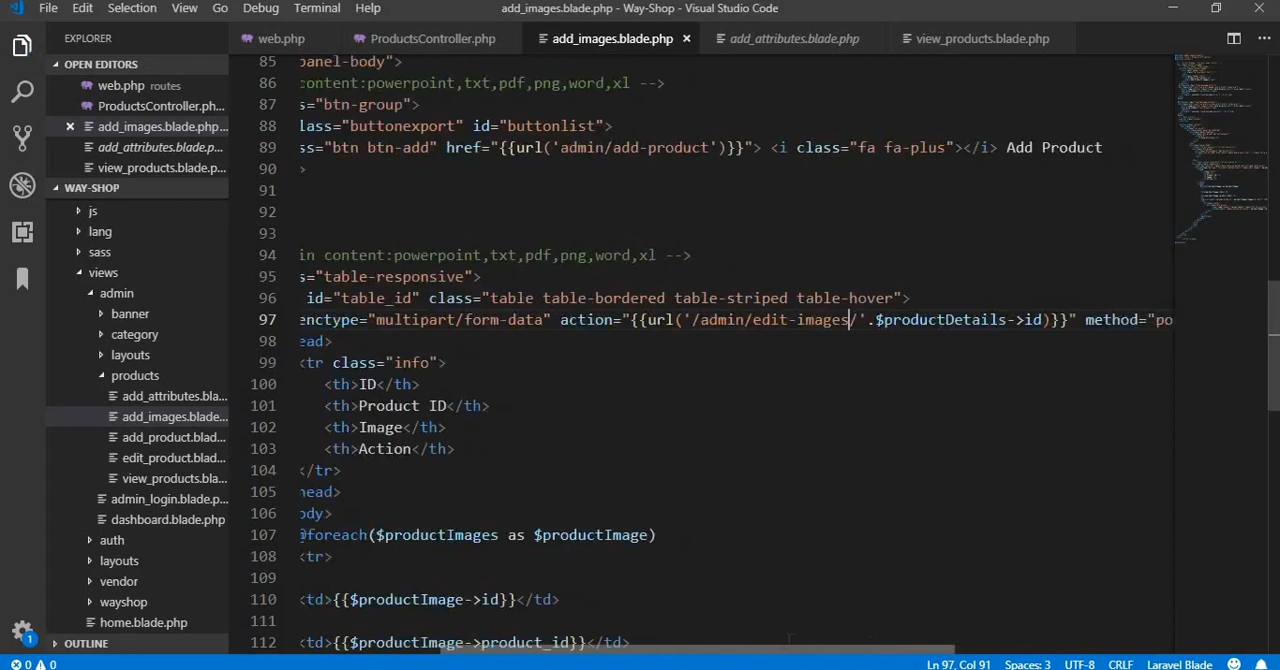 File Edit Selection View Go Debug Terminal Help add_images.blade.php - Way-Shop - Visual Studio Code
EXPLORER
OPEN EDITORS
web.php routes
ProductsController.ph...
add_images.blade.php...
add_attributes.blade.p...
view_products.blade.p...
WAY-SHOP
js
lang
sass
views
admin
banner
category
layouts
products
add_attributes.bla...
add_images.blade...
add_product.blad...
edit_product.blad...
view_products.bla...
admin_login.blade.p...
dashboard.blade.php
auth
layouts
vendor
wayshop
home.blade.php
OUTLINE
web.php ProductsController.php add_images.blade.php add_attributes.blade.php view_products.blade.php
85 panel-body">
86 content:powerpoint,txt,pdf,png,word,xl -->
87 s="btn-group">
88 lass="buttonexport" id="buttonlist">
89 ss="btn btn-add" href="{{url('admin/add-product')}}"> <i class="fa fa-plus"></i> Add Product
90 >
91
92
93
94 in content:powerpoint,txt,pdf,png,word,xl -->
95 s="table-responsive">
96 id="table_id" class="table table-bordered table-striped table-hover">
97 enctype="multipart/form-data" action="{{url('/admin/edit-images/'.$productDetails->id)}}" method="po
98 ead>
99 <tr class="info">
100 <th>ID</th>
101 <th>Product ID</th>
102 <th>Image</th>
103 <th>Action</th>
104 </tr>
105 head>
106 body>
107 @foreach($productImages as $productImage)
108 <tr>
109
110 <td>{{$productImage->id}}</td>
111
112 <td>{{$productImage->product_id}}</td>
1
0 0 Ln 97, Col 91 Spaces: 3 UTF-8 CRLF Laravel Blade